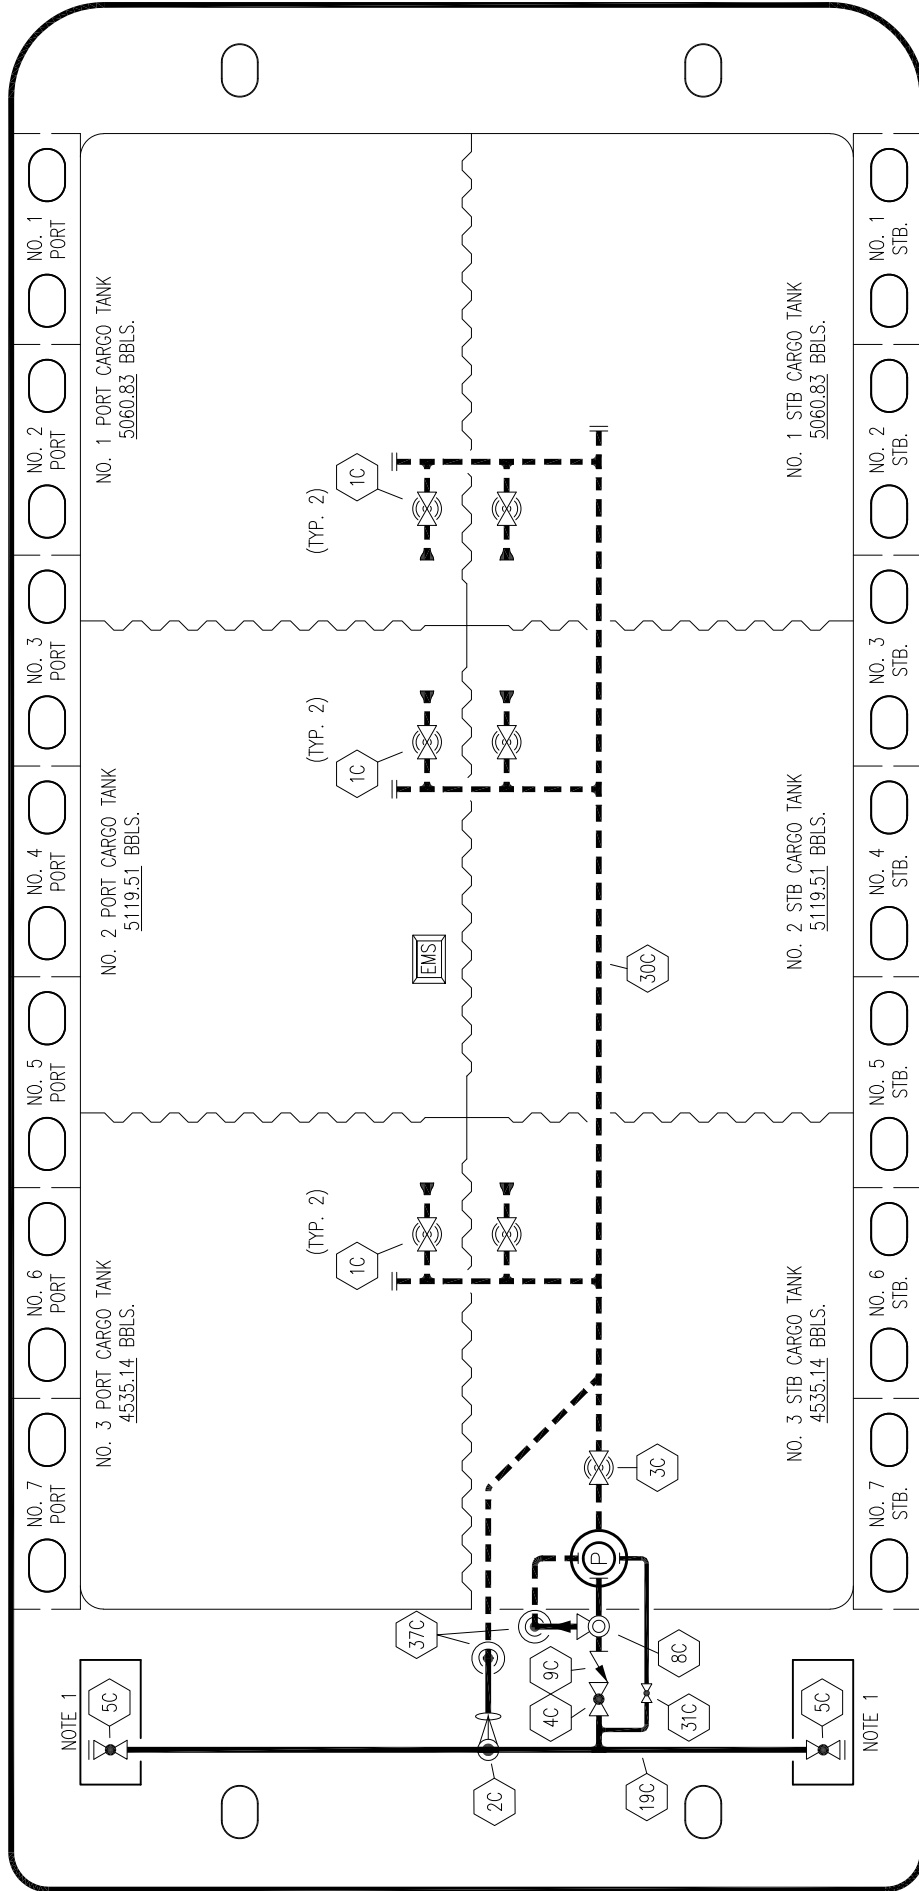 NO. 1
PORT
NO. 2
PORT
NO. 3
PORT
NO. 4
PORT
NO. 5
PORT
NO. 6
PORT
NO. 7
PORT
NO. 1 PORT CARGO TANK
5060.83 BBLS.
NO. 2 PORT CARGO TANK
5119.51 BBLS.
NO. 3 PORT CARGO TANK
4535.14 BBLS.
(TYP. 2)
1C
(TYP. 2)
1C
(TYP. 2)
1C
EMS
30C
3C
P
37C
9C
4C
8C
31C
2C
19C
NOTE 1
5C
5C
NOTE 1
NO. 1 STB CARGO TANK
5060.83 BBLS.
NO. 2 STB CARGO TANK
5119.51 BBLS.
NO. 3 STB CARGO TANK
4535.14 BBLS.
NO. 1
STB.
NO. 2
STB.
NO. 3
STB.
NO. 4
STB.
NO. 5
STB.
NO. 6
STB.
NO. 7
STB.